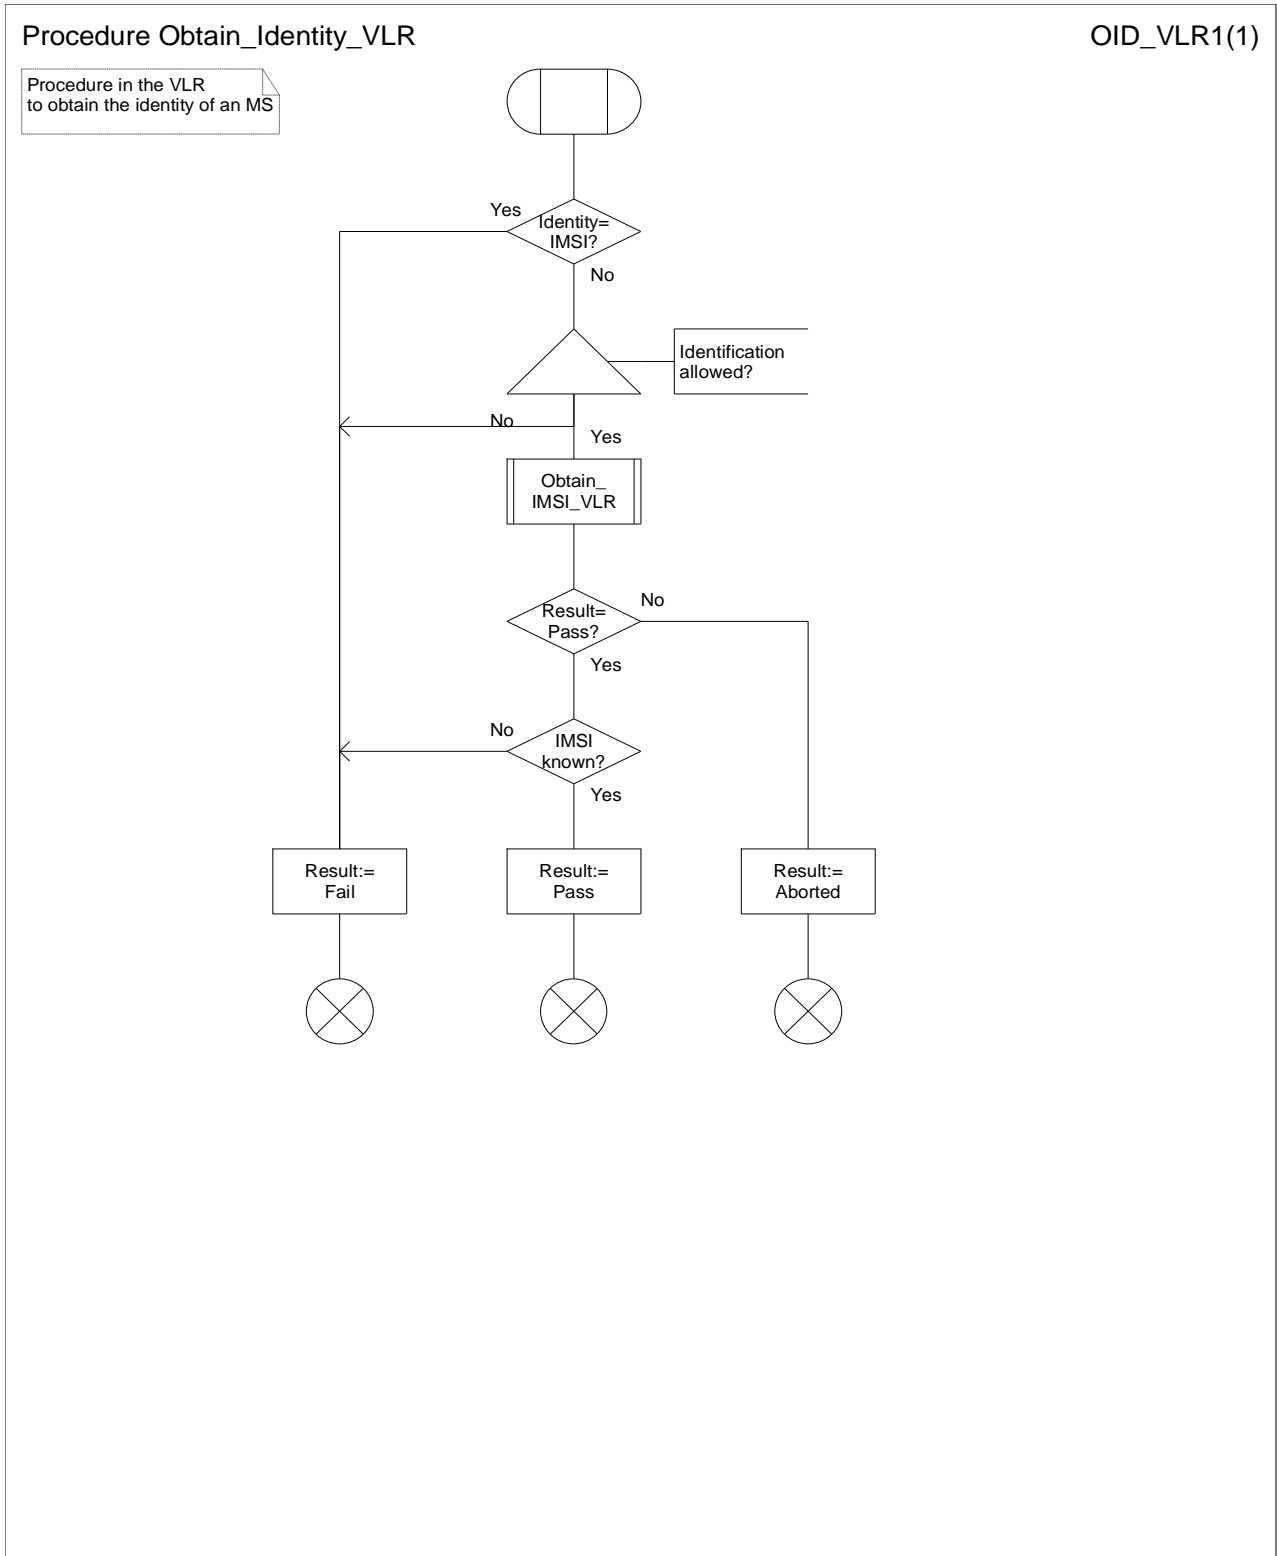 Procedure Obtain_Identity_VLR
OID_VLR1(1)
Procedure in the VLR
to obtain the identity of an MS
Yes
Identity=
IMSI?
No
Identification
allowed?
No
Yes
Obtain_
IMSI_VLR
Result=
Pass?
No
Yes
No
IMSI
known?
Yes
Result:=
Fail
Result:=
Pass
Result:=
Aborted